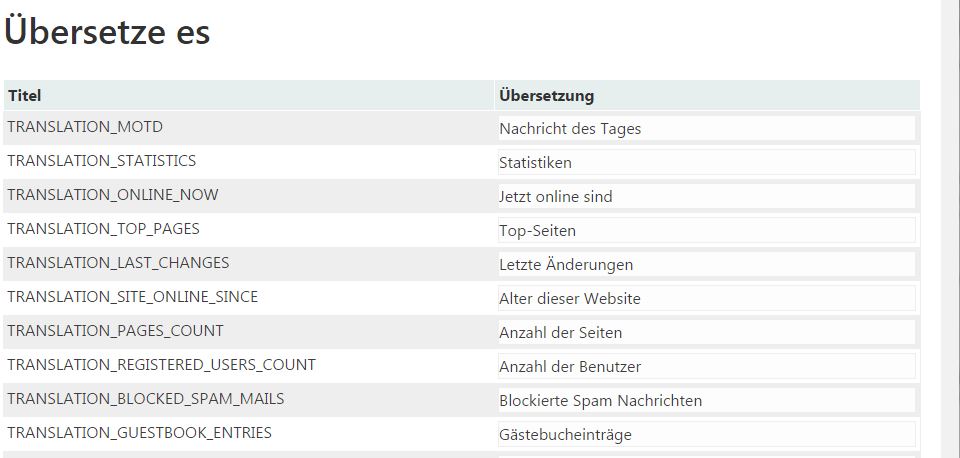 Übersetze es
Titel Übersetzung
TRANSLATION_MOTD Nachricht des Tages
TRANSLATION_STATISTICS Statistiken
TRANSLATION_ONLINE_NOW Jetzt online sind
TRANSLATION_TOP_PAGES Top-Seiten
TRANSLATION_LAST_CHANGES Letzte Änderungen
TRANSLATION_SITE_ONLINE_SINCE Alter dieser Website
TRANSLATION_PAGES_COUNT Anzahl der Seiten
TRANSLATION_REGISTERED_USERS_COUNT Anzahl der Benutzer
TRANSLATION_BLOCKED_SPAM_MAILS Blockierte Spam Nachrichten
TRANSLATION_GUESTBOOK_ENTRIES Gästebucheinträge